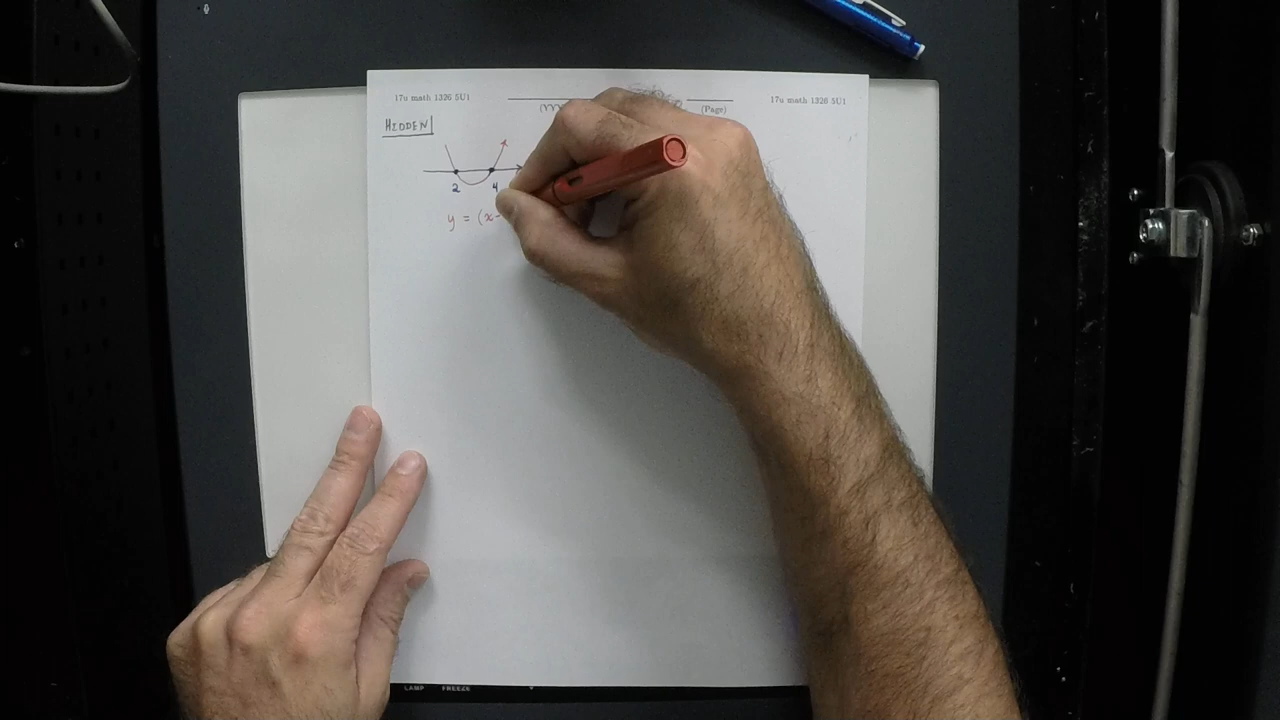 17u math 1326 5U1
(Page)
17u math 1326 5U1
HIDDEN
2 4
y = (x-
LAMP FREEZE